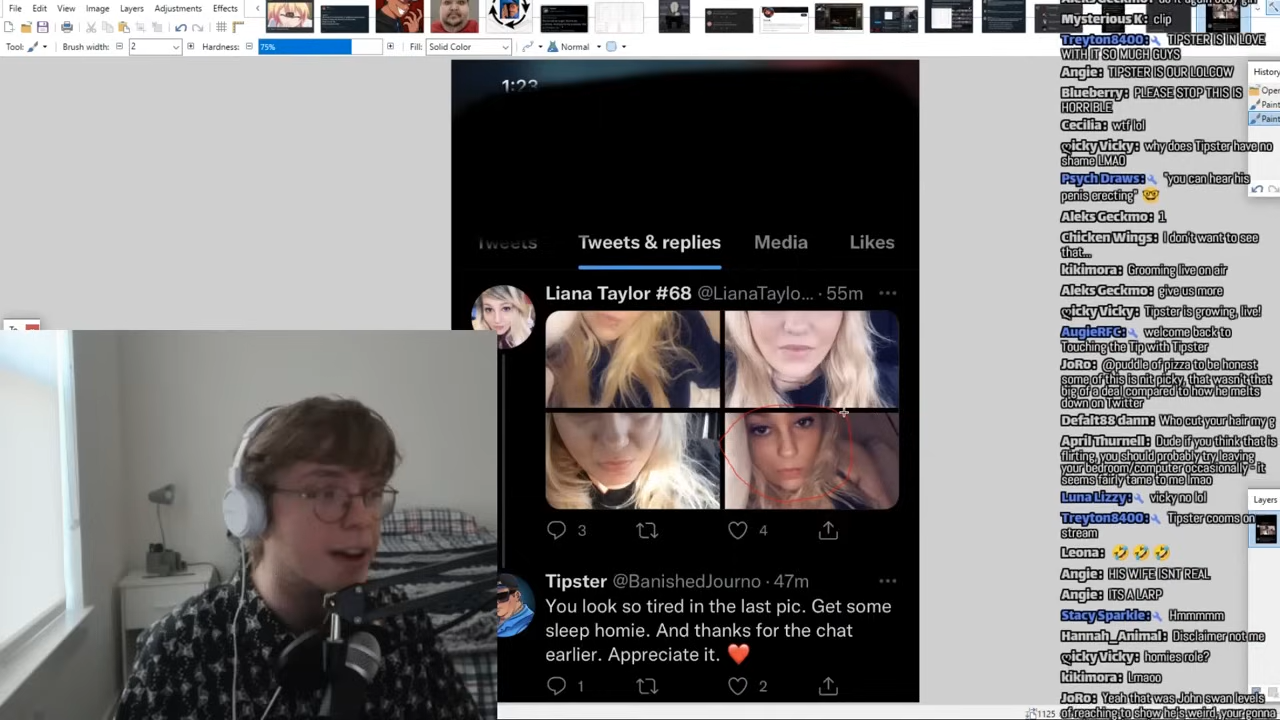 File Edit View Image Layers Adjustments Effects
Tools:
Brush width: 2 Hardness: 75% Fill: Solid Color Normal
1:23
Tweets Tweets & replies Media Likes
Liana Taylor #68 @LianaTaylo... · 55m
3 4
Tipster @BanishedJourno · 47m
You look so tired in the last pic. Get some
sleep homie. And thanks for the chat
earlier. Appreciate it. ❤️
1 2
Mysterious K: clip
Treyton8400: TIPSTER IS IN LOVE
WITH IT SO MUCH GUYS
Angie: TIPSTER IS OUR LOLCOW
Blueberry: PLEASE STOP THIS IS
HORRIBLE
Cecilia: wtf lol
ღicky Vicky: why does Tipster have no
shame LMAO
Psych Draws: "you can hear his
penis erecting" 🤓
Aleks Geckmo: 1
Chicken Wings: I don't want to see
that...
kikimora: Grooming live on air
Aleks Geckmo: give us more
ღicky Vicky: Tipster is growing, live!
AugieRFC: welcome back to
Touching the Tip with Tipster
JoRo: @puddle of pizza to be honest
some of this is nit picky, that wasn't that
big of a deal compared to how he melts
down on Twitter
Defalt88 dann: Who cut your hair my g
April Thurnell: Dude if you think that is
flirting, you should probably try leaving
your bedroom/computer occasionally - it
seems fairly tame to me lmao
Luna Lizzy: vicky no lol
Treyton8400: Tipster cooms on
stream
Leona: 🤣🤣🤣
Angie: HIS WIFE ISNT REAL
Angie: ITS A LARP
Stacy Sparkle: Hmmmmm
Hannah_Animal: Disclaimer not me
ღicky Vicky: homies role?
kikimora: Lmaoo
JoRo: Yeah that was John swan levels
of reaching to show he's weird, your gonna
History
Open
Paint
Paint
Layers
1125